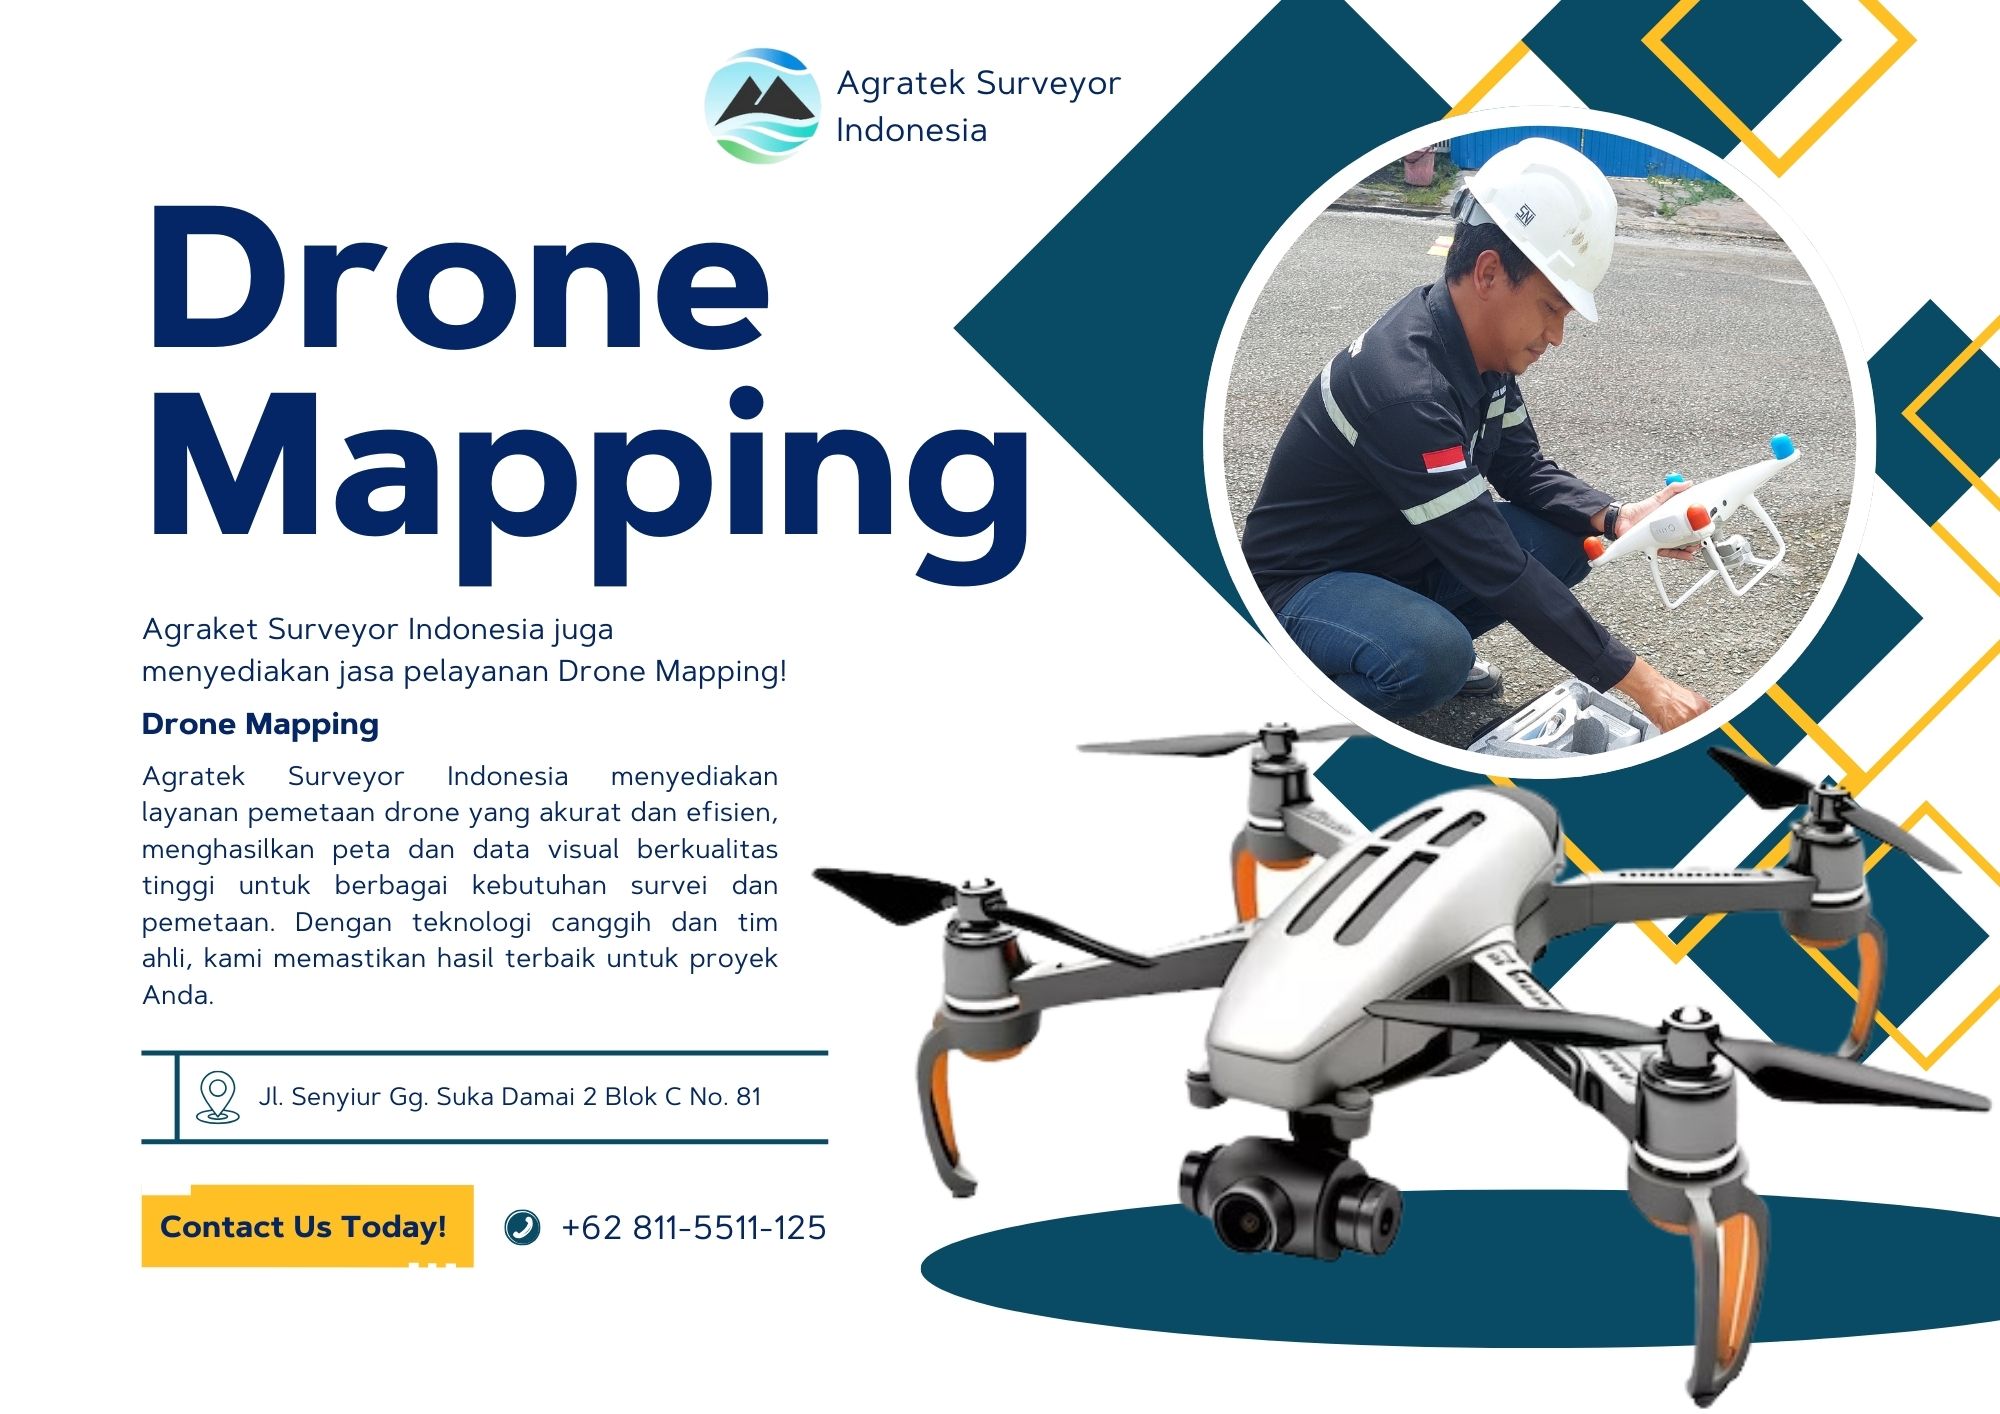 Agratek Surveyor
Indonesia
Drone
Mapping
Agraket Surveyor Indonesia juga
menyediakan jasa pelayanan Drone Mapping!
Drone Mapping
Agratek Surveyor Indonesia menyediakan
layanan pemetaan drone yang akurat dan efisien,
menghasilkan peta dan data visual berkualitas
tinggi untuk berbagai kebutuhan survei dan
pemetaan. Dengan teknologi canggih dan tim
ahli, kami memastikan hasil terbaik untuk proyek
Anda.
Jl. Senyiur Gg. Suka Damai 2 Blok C No. 81
Contact Us Today!
+62 811-5511-125
SNI